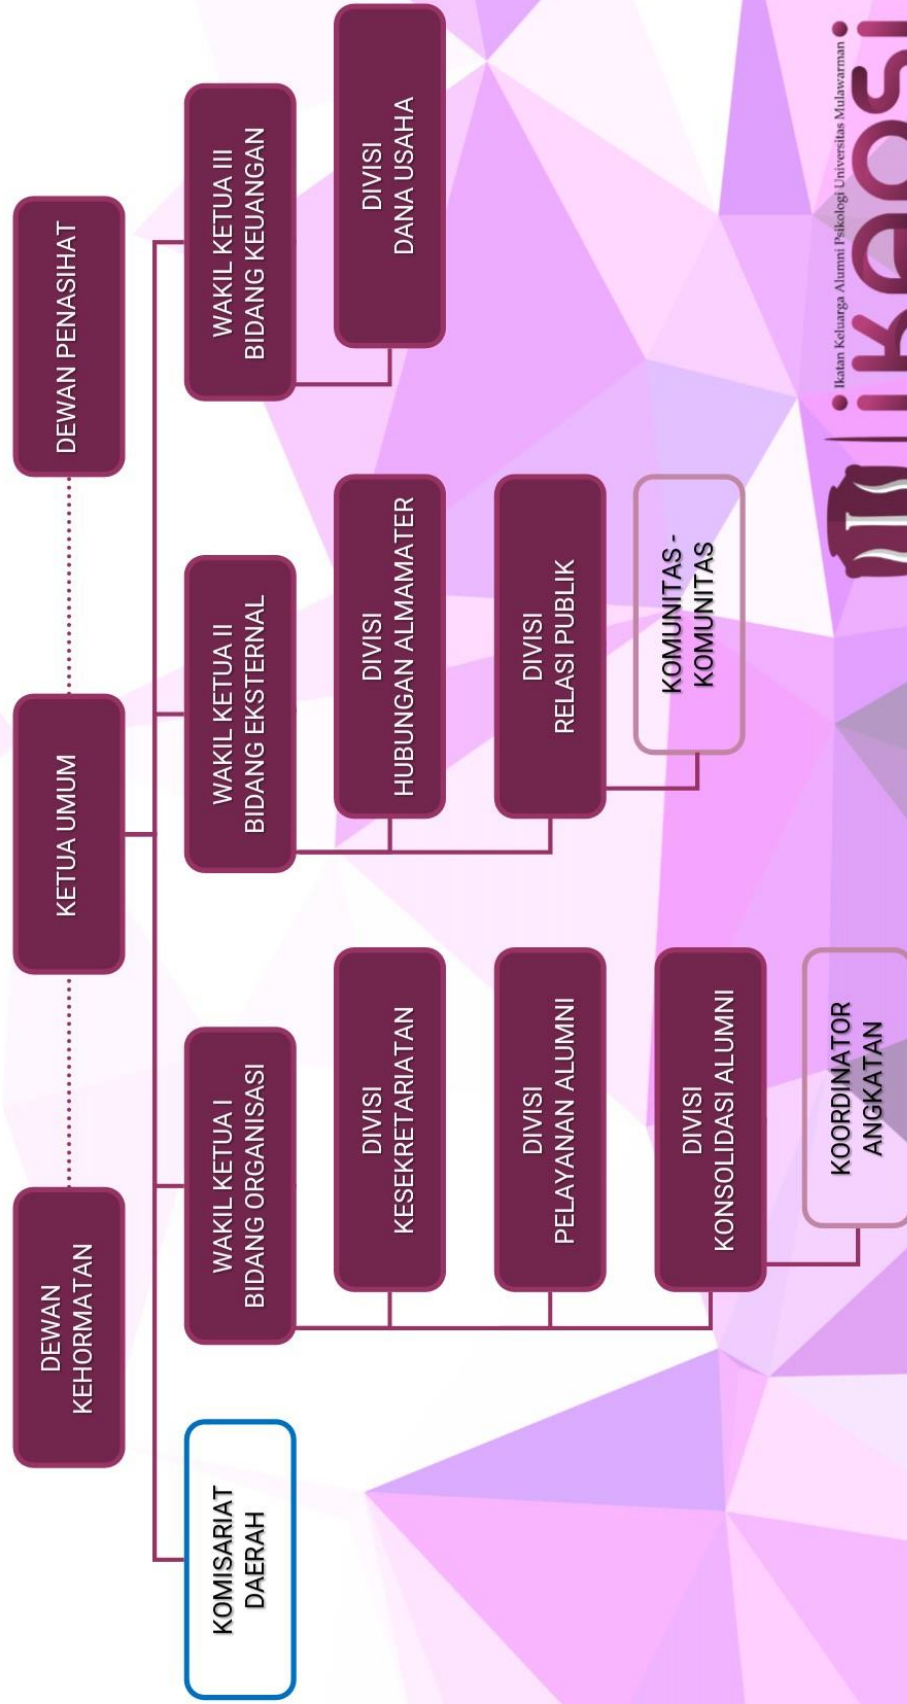 DEWAN
KEHORMATAN
KETUA UMUM
DEWAN PENASIHAT
KOMISARIAT
DAERAH
WAKIL KETUA I
BIDANG ORGANISASI
WAKIL KETUA II
BIDANG EKSTERNAL
WAKIL KETUA III
BIDANG KEUANGAN
DIVISI
KESEKRETARIATAN
DIVISI
HUBUNGAN ALMAMATER
DIVISI
DANA USAHA
DIVISI
PELAYANAN ALUMNI
DIVISI
RELASI PUBLIK
DIVISI
KONSOLIDASI ALUMNI
KOMUNITAS -
KOMUNITAS
KOORDINATOR
ANGKATAN
Ikatan Keluarga Alumni Psikologi Universitas Mulawarman